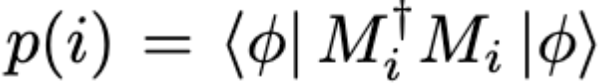 p(i) = ⟨ϕ| M_i^† M_i |ϕ⟩